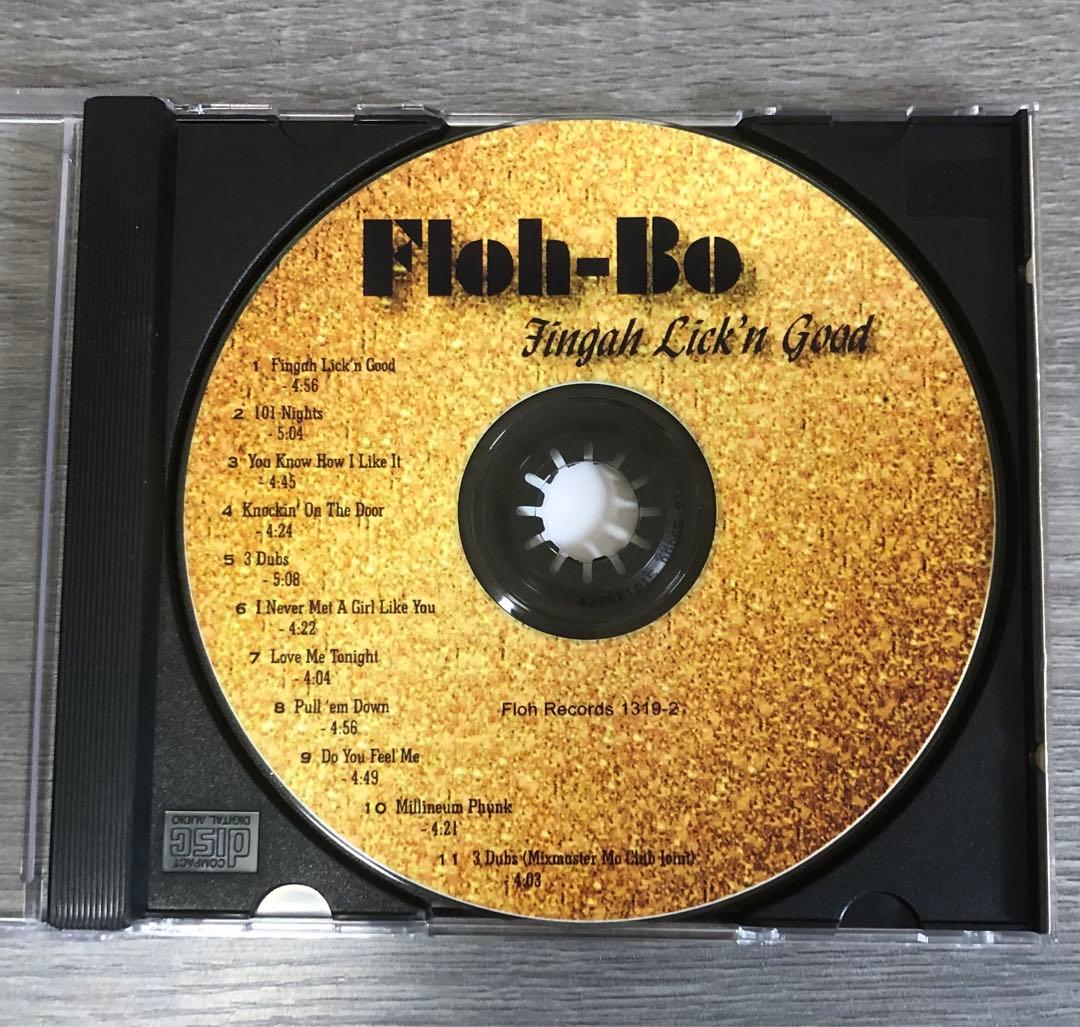 Floh-Bo
Fingah Lick'n Good
1 Fingah Lick'n Good
- 4:56
2 101 Nights
- 5:04
3 You Know How I Like It
- 4:45
4 Knockin' On The Door
- 4:24
5 3 Dubs
- 5:08
6 I Never Met A Girl Like You
- 4:22
7 Love Me Tonight
- 4:04
8 Pull 'em Down
- 4:56
9 Do You Feel Me
- 4:49
10 Millineum Phunk
- 4:21
11 3 Dubs (Mixmaster Mo Club Joint)
- 4:03
Floh Records 1319-2
COMPACT
disc
DIGITAL AUDIO